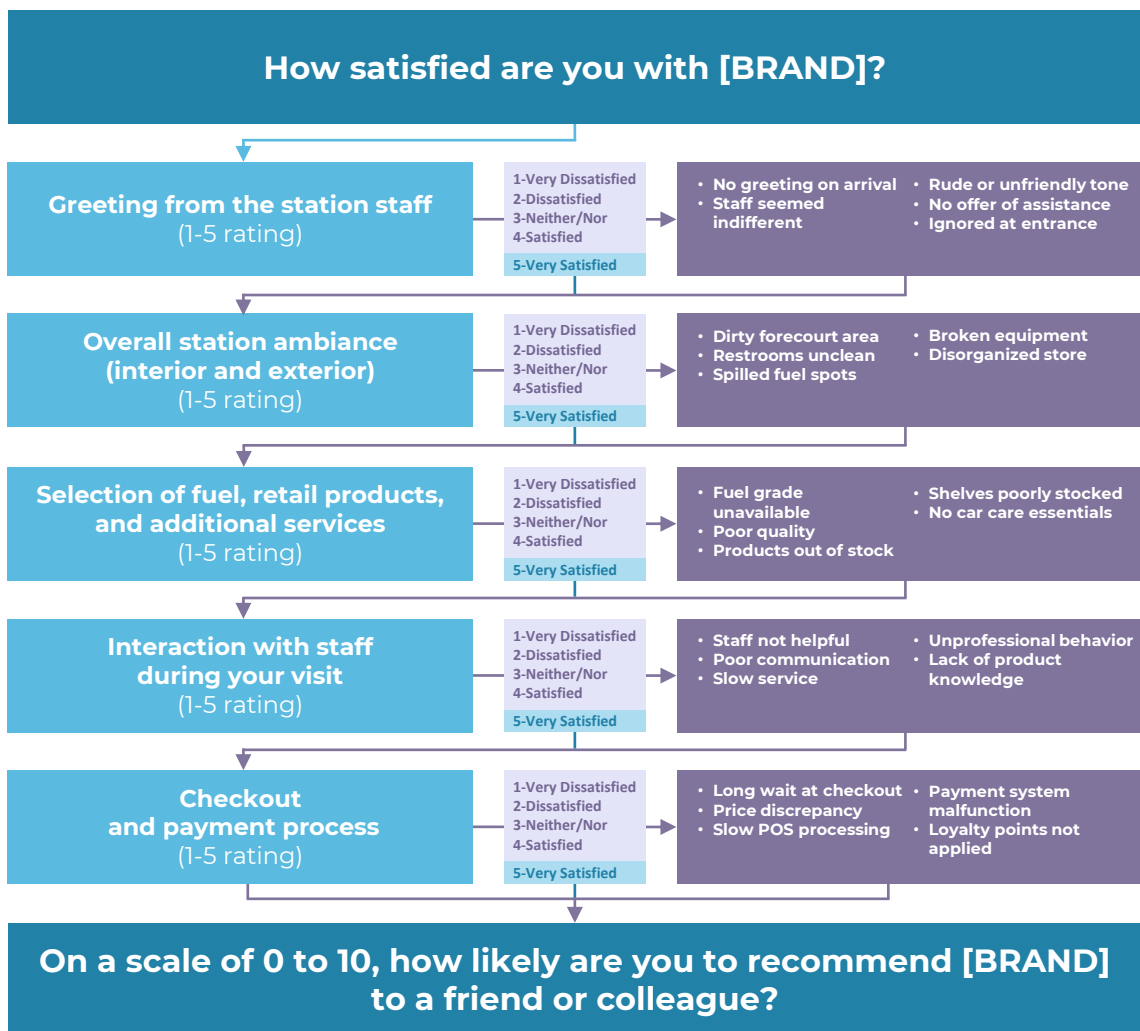 How satisfied are you with [BRAND]?
Greeting from the station staff
(1-5 rating)
1-Very Dissatisfied
2-Dissatisfied
3-Neither/Nor
4-Satisfied
5-Very Satisfied
• No greeting on arrival
• Staff seemed
indifferent
• Rude or unfriendly tone
• No offer of assistance
• Ignored at entrance
Overall station ambiance
(interior and exterior)
(1-5 rating)
1-Very Dissatisfied
2-Dissatisfied
3-Neither/Nor
4-Satisfied
5-Very Satisfied
• Dirty forecourt area
• Restrooms unclean
• Spilled fuel spots
• Broken equipment
• Disorganized store
Selection of fuel, retail products,
and additional services
(1-5 rating)
1-Very Dissatisfied
2-Dissatisfied
3-Neither/Nor
4-Satisfied
5-Very Satisfied
• Fuel grade
unavailable
• Poor quality
• Products out of stock
• Shelves poorly stocked
• No car care essentials
Interaction with staff
during your visit
(1-5 rating)
1-Very Dissatisfied
2-Dissatisfied
3-Neither/Nor
4-Satisfied
5-Very Satisfied
• Staff not helpful
• Poor communication
• Slow service
• Unprofessional behavior
• Lack of product
knowledge
Checkout
and payment process
(1-5 rating)
1-Very Dissatisfied
2-Dissatisfied
3-Neither/Nor
4-Satisfied
5-Very Satisfied
• Long wait at checkout
• Price discrepancy
• Slow POS processing
• Payment system
malfunction
• Loyalty points not
applied
On a scale of 0 to 10, how likely are you to recommend [BRAND]
to a friend or colleague?